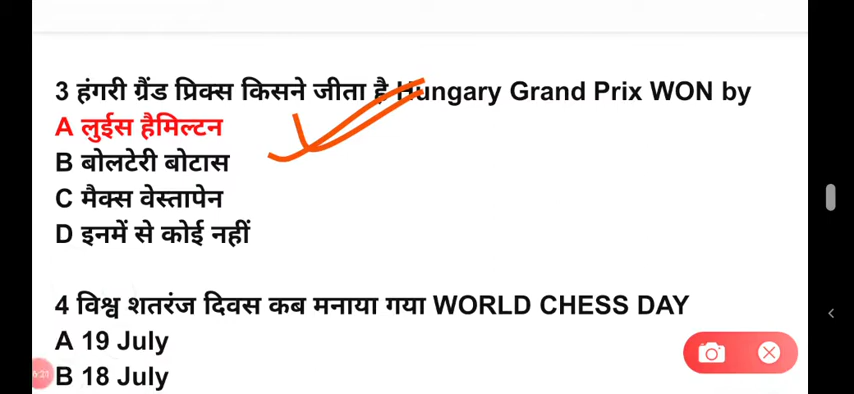 3 हंगरी ग्रैंड प्रिक्स किसने जीता है Hungary Grand Prix WON by
A लुईस हैमिल्टन
B बोलटेरी बोटास
C मैक्स वेस्तापेन
D इनमें से कोई नहीं
4 विश्व शतरंज दिवस कब मनाया गया WORLD CHESS DAY
A 19 July
B 18 July